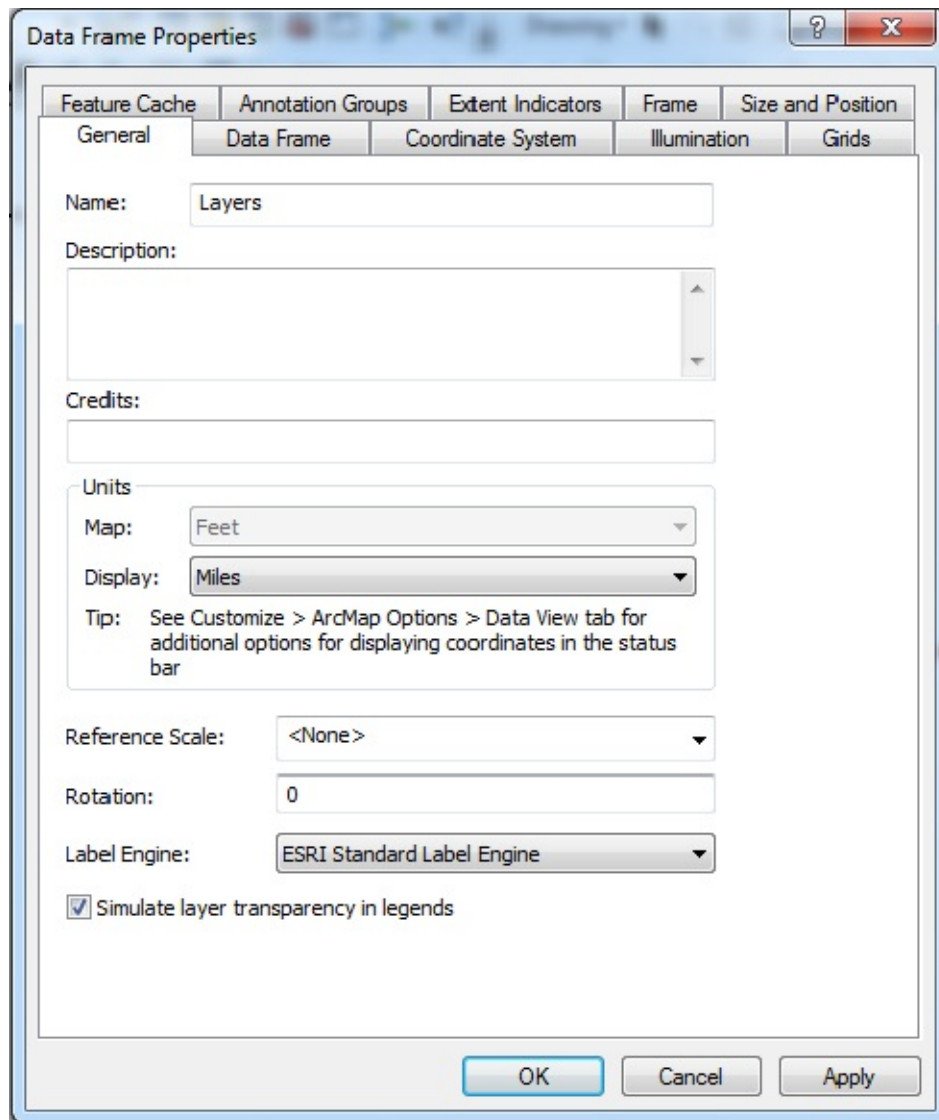 Data Frame Properties
Feature Cache Annotation Groups Extent Indicators Frame Size and Position
General Data Frame Coordinate System Illumination Grids
Name: Layers
Description:
Credits:
Units
Map: Feet
Display: Miles
Tip: See Customize > ArcMap Options > Data View tab for
additional options for displaying coordinates in the status
bar
Reference Scale: <None>
Rotation: 0
Label Engine: ESRI Standard Label Engine
Simulate layer transparency in legends
OK Cancel Apply